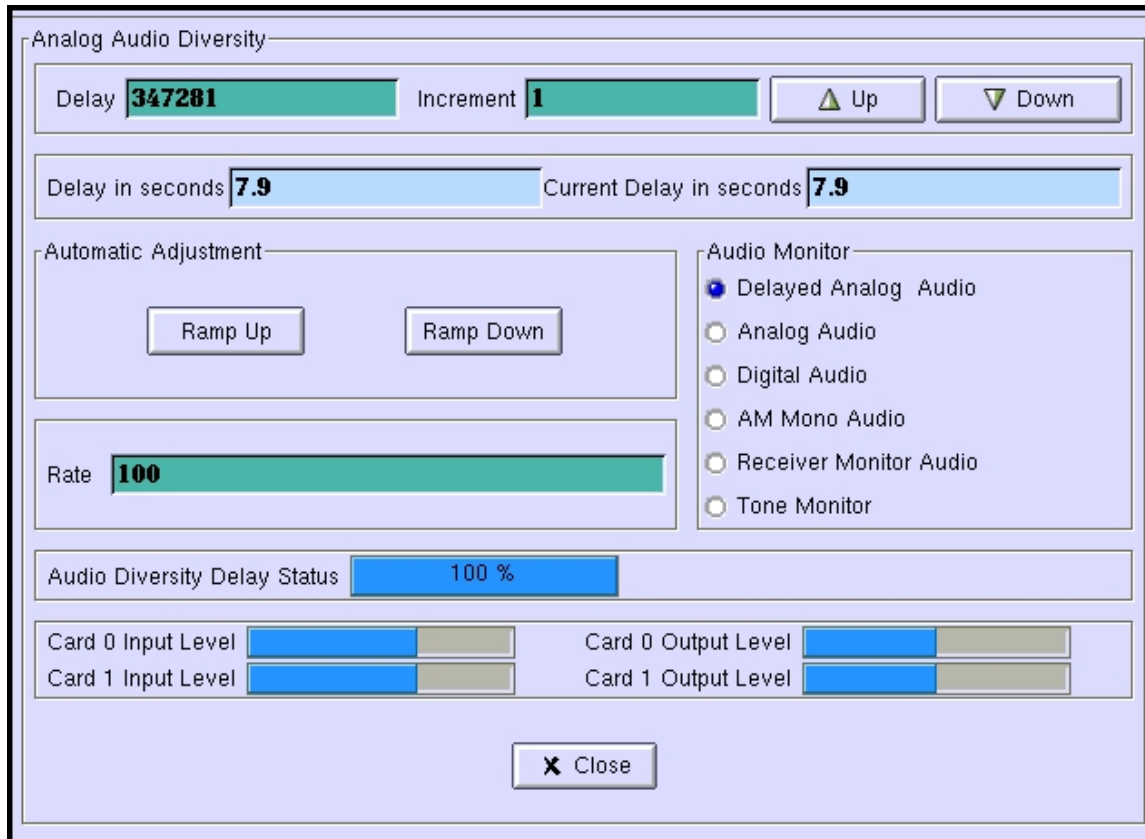 Analog Audio Diversity
Delay 347281 Increment 1 Up Down
Delay in seconds 7.9 Current Delay in seconds 7.9
Automatic Adjustment
Ramp Up Ramp Down
Audio Monitor
Delayed Analog Audio
Analog Audio
Digital Audio
AM Mono Audio
Receiver Monitor Audio
Tone Monitor
Rate 100
Audio Diversity Delay Status 100 %
Card 0 Input Level Card 0 Output Level
Card 1 Input Level Card 1 Output Level
Close